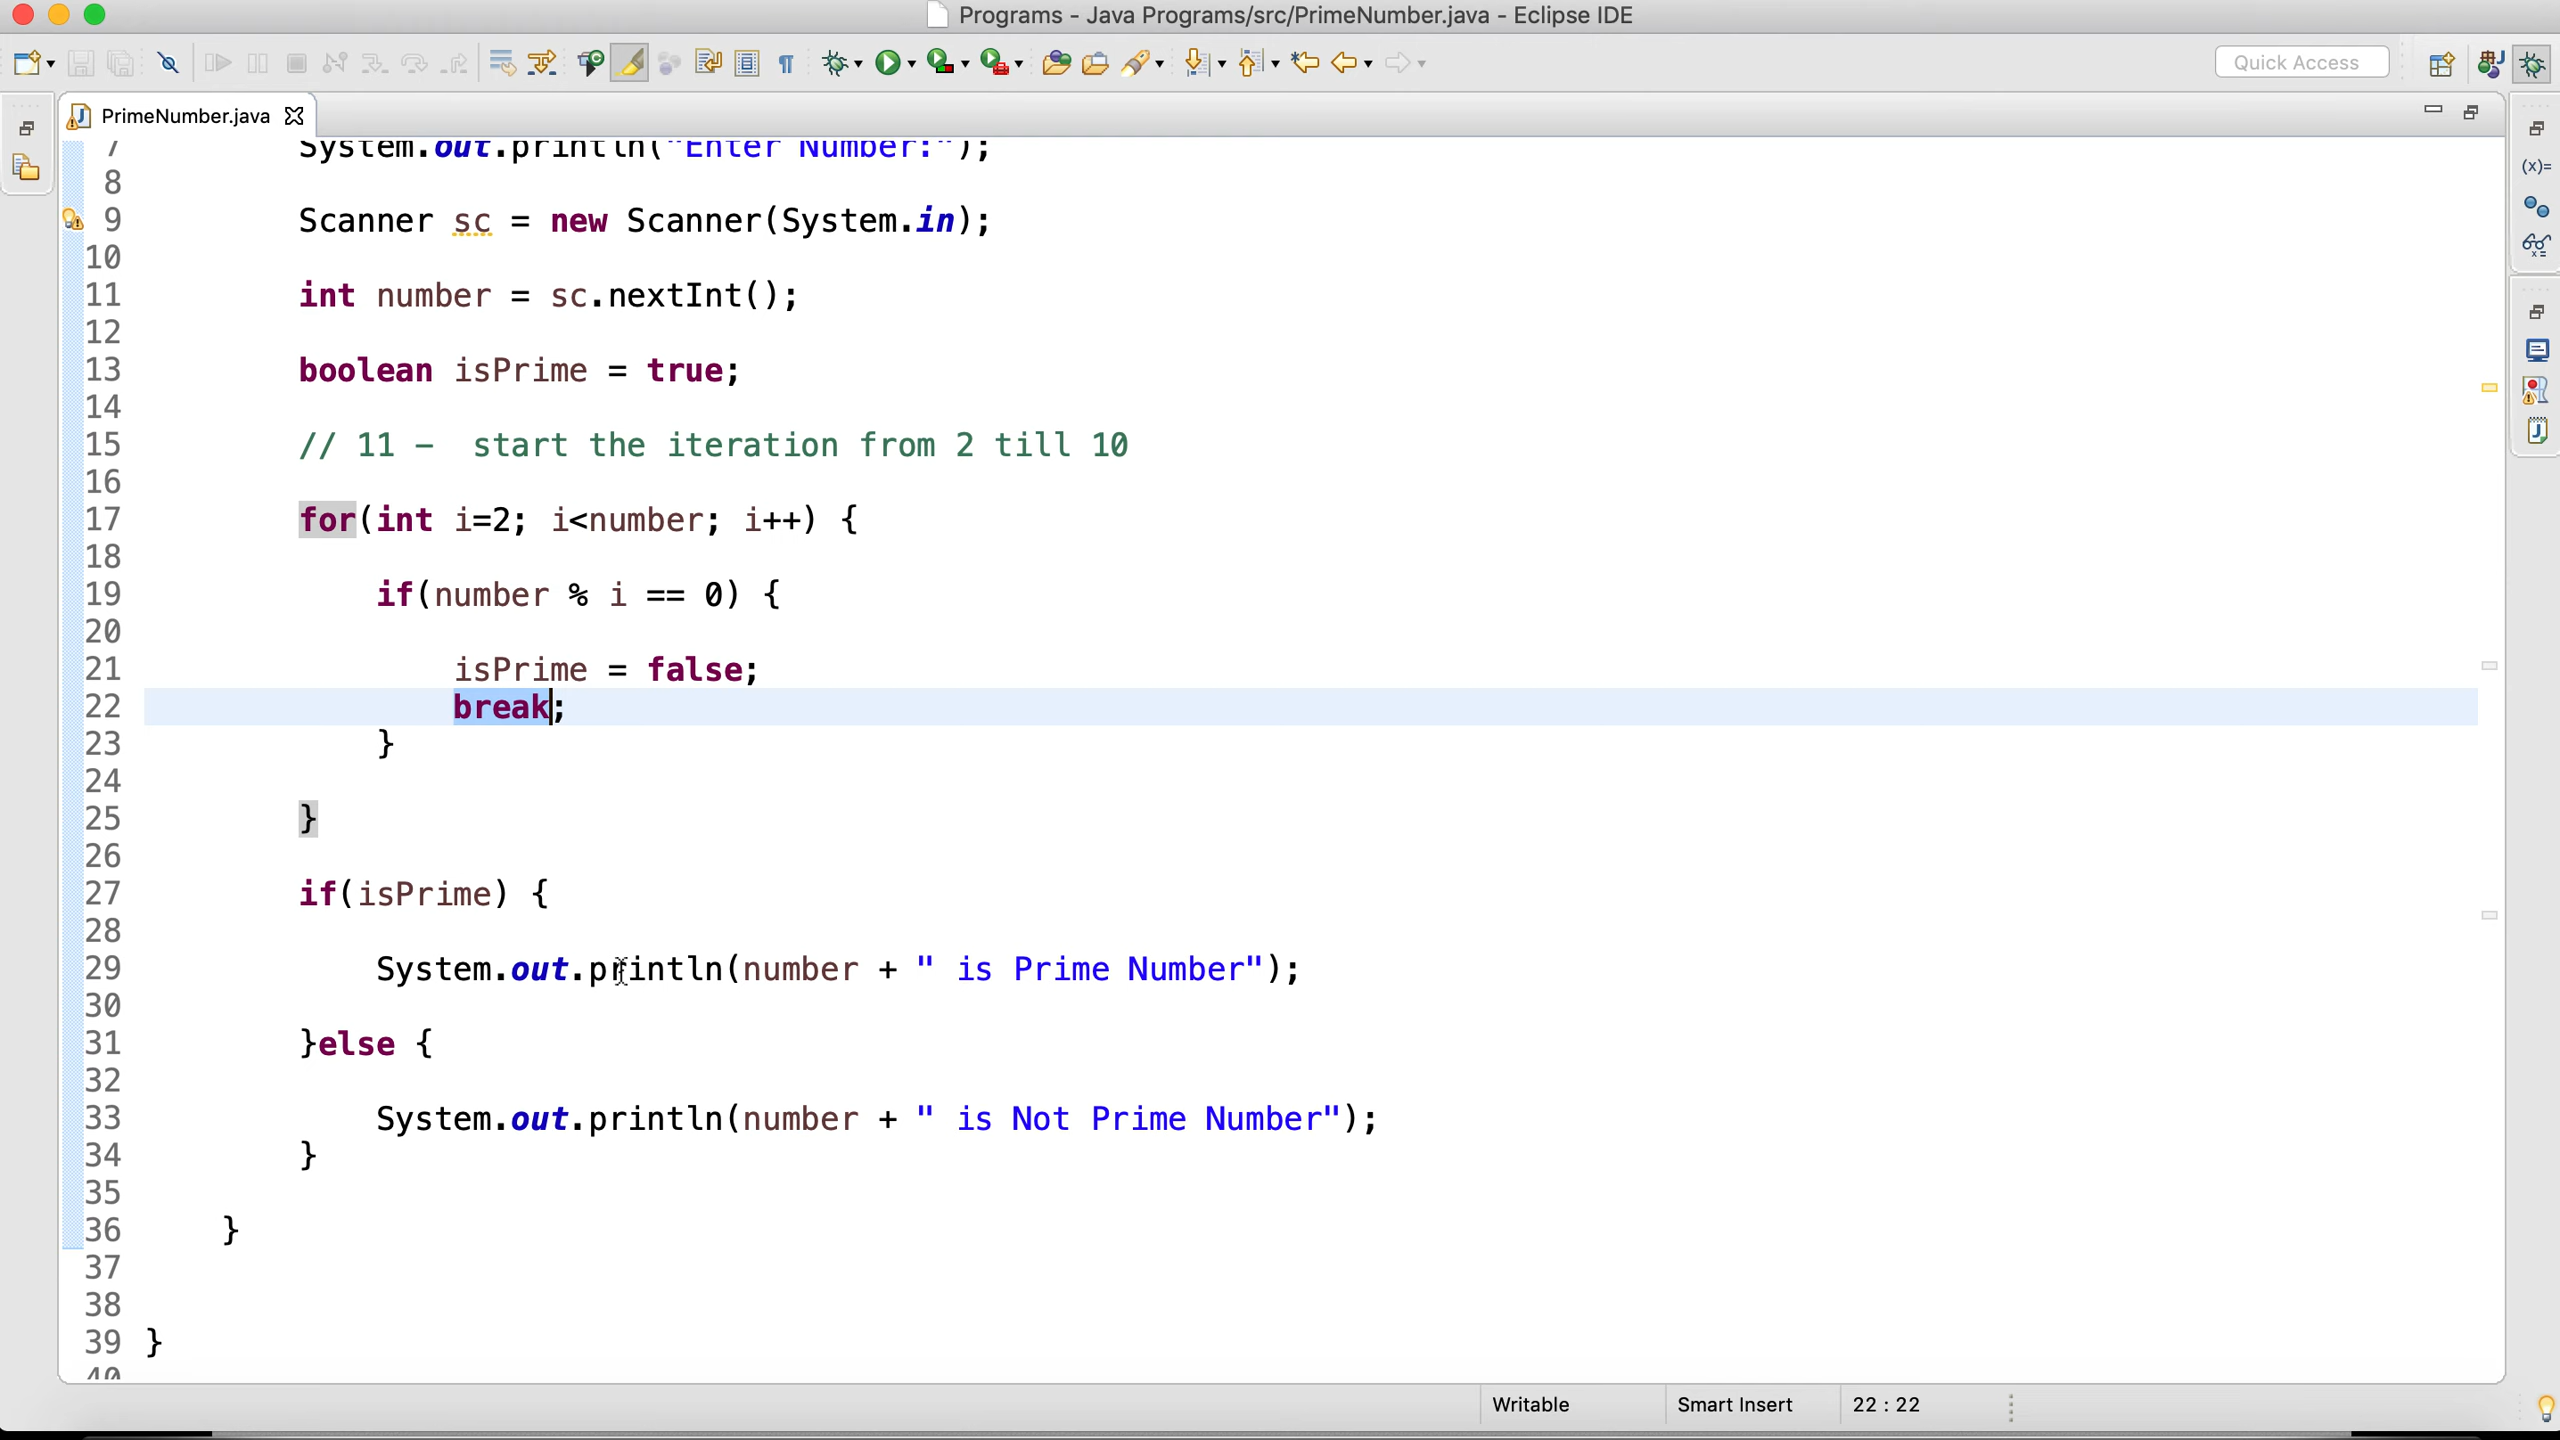 Programs - Java Programs/src/PrimeNumber.java - Eclipse IDE
Quick Access
PrimeNumber.java
7 System.out.println("Enter Number:");
8
9 Scanner sc = new Scanner(System.in);
10
11 int number = sc.nextInt();
12
13 boolean isPrime = true;
14
15 // 11 -  start the iteration from 2 till 10
16
17 for(int i=2; i<number; i++) {
18
19 if(number % i == 0) {
20
21 isPrime = false;
22 break;
23 }
24
25 }
26
27 if(isPrime) {
28
29 System.out.println(number + " is Prime Number");
30
31 }else {
32
33 System.out.println(number + " is Not Prime Number");
34 }
35
36 }
37
38
39 }
40
(x)=
Writable
Smart Insert
22 : 22